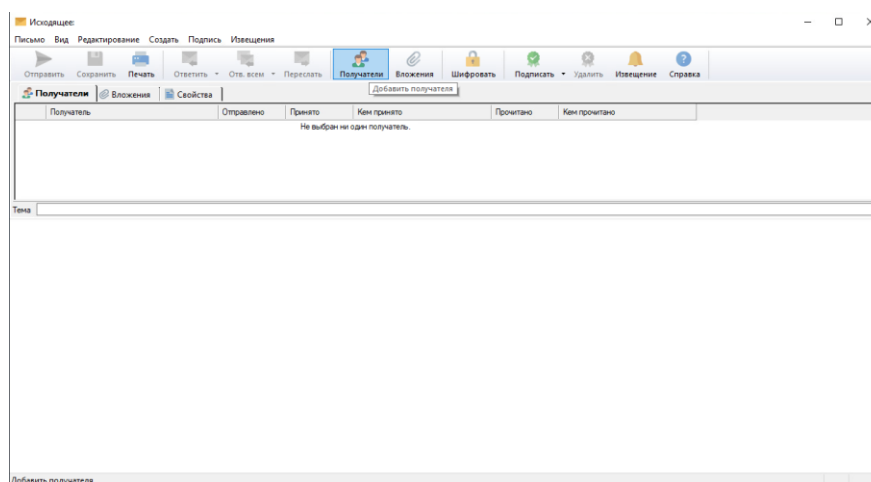 Исходящее:
Письмо Вид Редактирование Создать Подпись Извещения
Отправить Сохранить Печать Ответить Отв. всем Переслать Получатели Вложения Шифровать Подписать Удалить Извещение Справка
Добавить получателя
Получатели Вложения Свойства
Получатель Отправлено Принято Кем принято Прочитано Кем прочитано
Не выбран ни один получатель.
Тема
Добавить получателя